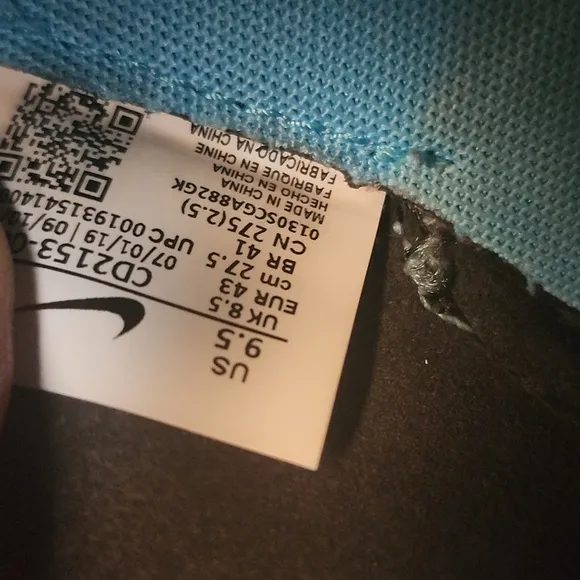 US
9.5
UK 8.5
EUR 43
cm 27.5
BR 41
CN 275(2.5)
0130SCGA882GK
MADE IN CHINA
HECHO EN CHINA
FABRIQUE EN CHINE
FABRICADO NA CHINA
CD2153-0
07/01/19 | 09/10
UPC 0019315414